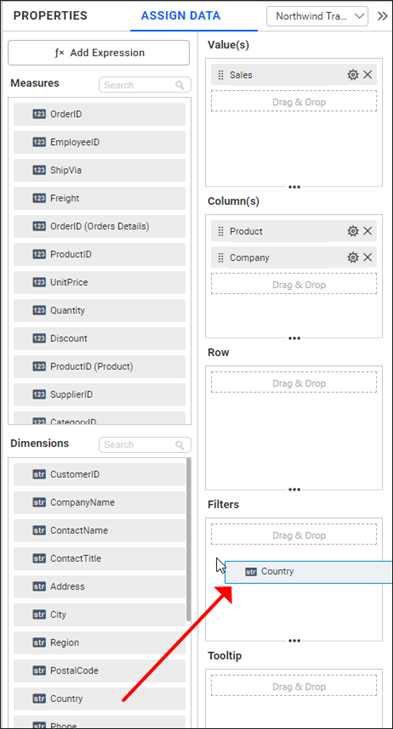 PROPERTIES
ASSIGN DATA
Northwind Tra...
ƒx Add Expression
Measures
Search
123 OrderID
123 EmployeeID
123 ShipVia
123 Freight
123 OrderID (Orders Details)
123 ProductID
123 UnitPrice
123 Quantity
123 Discount
123 ProductID (Product)
123 SupplierID
123 CategoryID
Dimensions
Search
str CustomerID
str CompanyName
str ContactName
str ContactTitle
str Address
str City
str Region
str PostalCode
str Country
str Phone
Value(s)
Sales
Drag & Drop
Column(s)
Product
Company
Drag & Drop
Row
Drag & Drop
Filters
Drag & Drop
str Country
Tooltip
Drag & Drop